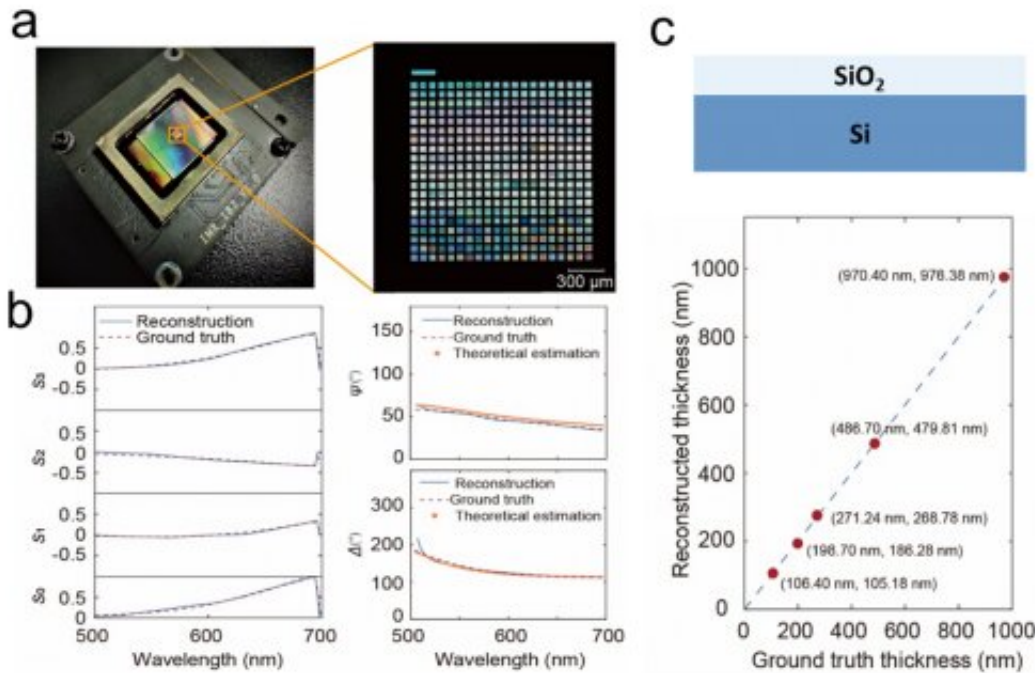 a
300 µm
b
Reconstruction
Ground truth
0.5
0
-0.5
S₃
0.5
0
-0.5
S₂
0.5
0
-0.5
S₁
0.5
0
S₀
500 600 700
Wavelength (nm)
150
100
50
0
ψ(°)
Reconstruction
Ground truth
Theoretical estimation
300
200
100
0
Δ(°)
Reconstruction
Ground truth
Theoretical estimation
500 600 700
Wavelength (nm)
c
SiO₂
Si
1000
800
600
400
200
0
Reconstructed thickness (nm)
(970.40 nm, 978.38 nm)
(486.70 nm, 479.81 nm)
(271.24 nm, 268.78 nm)
(198.70 nm, 186.28 nm)
(106.40 nm, 105.18 nm)
0 200 400 600 800 1000
Ground truth thickness (nm)